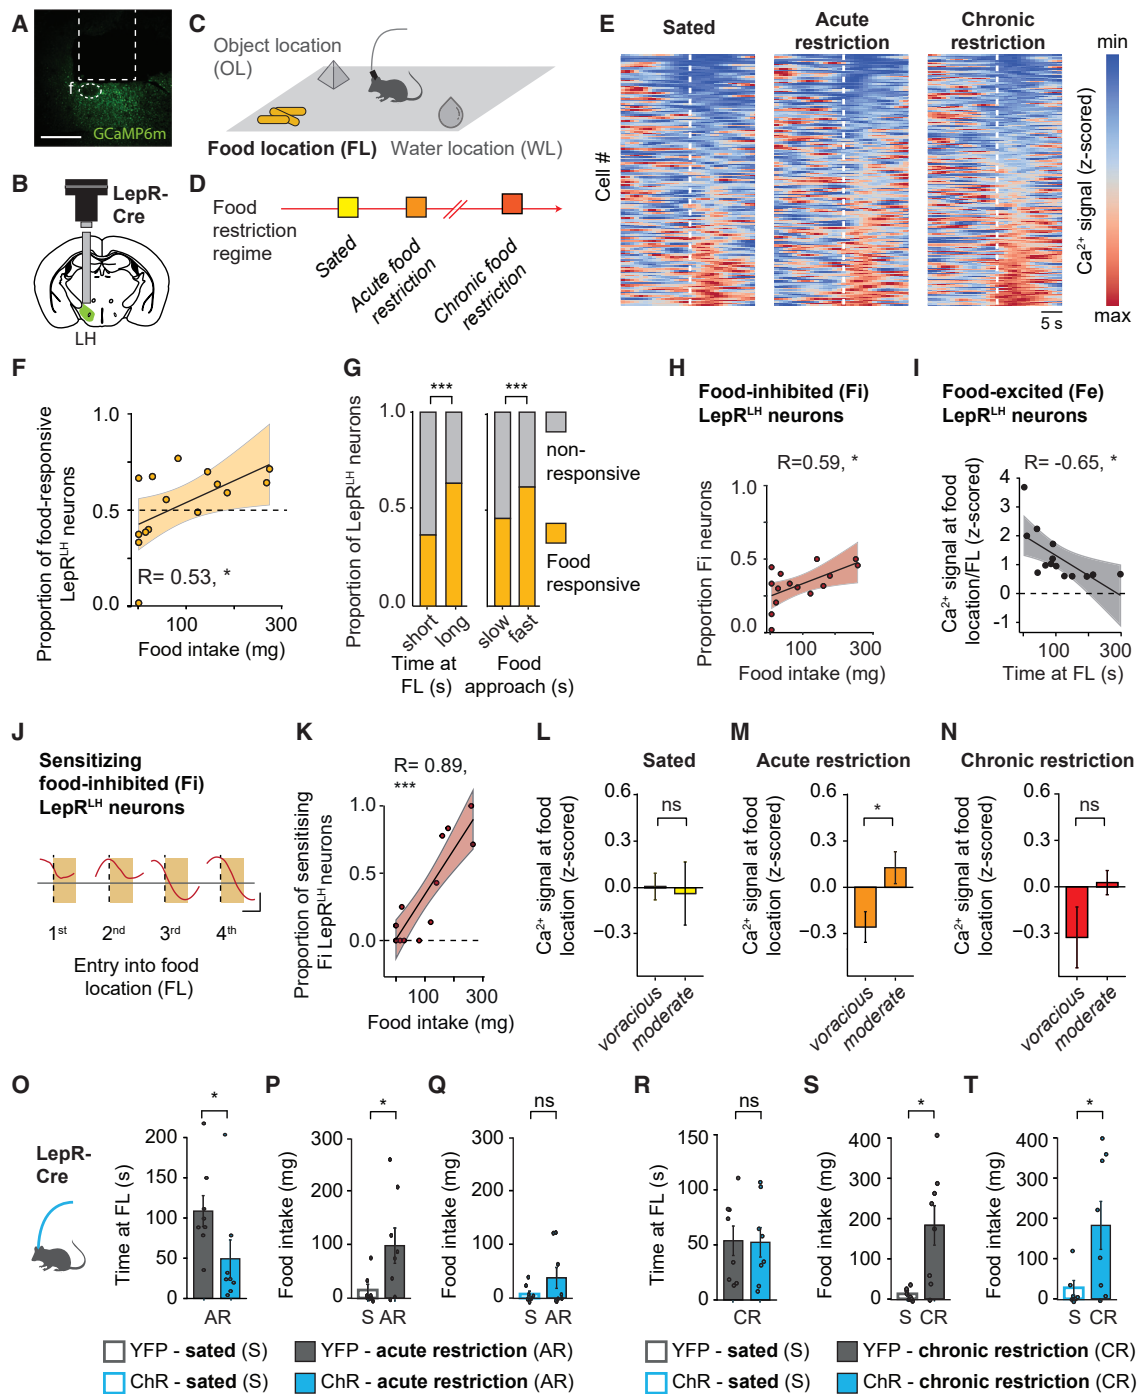 A
f
GCaMP6m
B
LepR-
Cre
LH
C
Object location
(OL)
Food location (FL)
Water location (WL)
D
Food
restriction
regime
Sated
Acute food
restriction
Chronic food
restriction
E
Sated
Acute
restriction
Chronic
restriction
Cell #
5 s
min
max
Ca²⁺ signal (z-scored)
F
Proportion of food-responsive
LepRᴸᴴ neurons
1.0
0.5
0.0
R= 0.53, *
0
100
200
300
Food intake (mg)
G
Proportion of LepRᴸᴴ neurons
1.0
0.5
0.0
***
***
non-
responsive
Food
responsive
short
long
slow
fast
Time at
FL (s)
Food
approach (s)
H
Food-inhibited (Fi)
LepRᴸᴴ neurons
R=0.59, *
Proportion Fi neurons
1.0
0.5
0.0
100
300
Food intake (mg)
I
Food-excited (Fe)
LepRᴸᴴ neurons
R= -0.65, *
Ca²⁺ signal at food
location/FL (z-scored)
4
3
2
1
0
-1
100
300
Time at FL (s)
J
Sensitizing
food-inhibited (Fi)
LepRᴸᴴ neurons
1ˢᵗ
2ⁿᵈ
3ʳᵈ
4ᵗʰ
Entry into food
location (FL)
K
R= 0.89,
***
Proportion of sensitising
Fi LepRᴸᴴ neurons
1.0
0.0
100
300
Food intake (mg)
L
Sated
Ca²⁺ signal at food
location (z-scored)
0.6
0.3
0.0
−0.3
ns
voracious
moderate
M
Acute restriction
Ca²⁺ signal at food
location (z-scored)
0.6
0.3
0.0
−0.3
*
voracious
moderate
N
Chronic restriction
Ca²⁺ signal at food
location (z-scored)
0.6
0.3
0.0
−0.3
ns
voracious
moderate
O
LepR-
Cre
Time at FL (s)
200
150
100
50
0
*
AR
P
Food intake (mg)
300
200
100
0
*
S AR
Q
Food intake (mg)
300
200
100
0
ns
S AR
R
Time at FL (s)
150
100
50
0
ns
CR
S
Food intake (mg)
500
400
300
200
100
0
*
S CR
T
Food intake (mg)
500
400
300
200
100
0
*
S CR
YFP - sated (S)
ChR - sated (S)
YFP - acute restriction (AR)
ChR - acute restriction (AR)
YFP - sated (S)
ChR - sated (S)
YFP - chronic restriction (CR)
ChR - chronic restriction (CR)